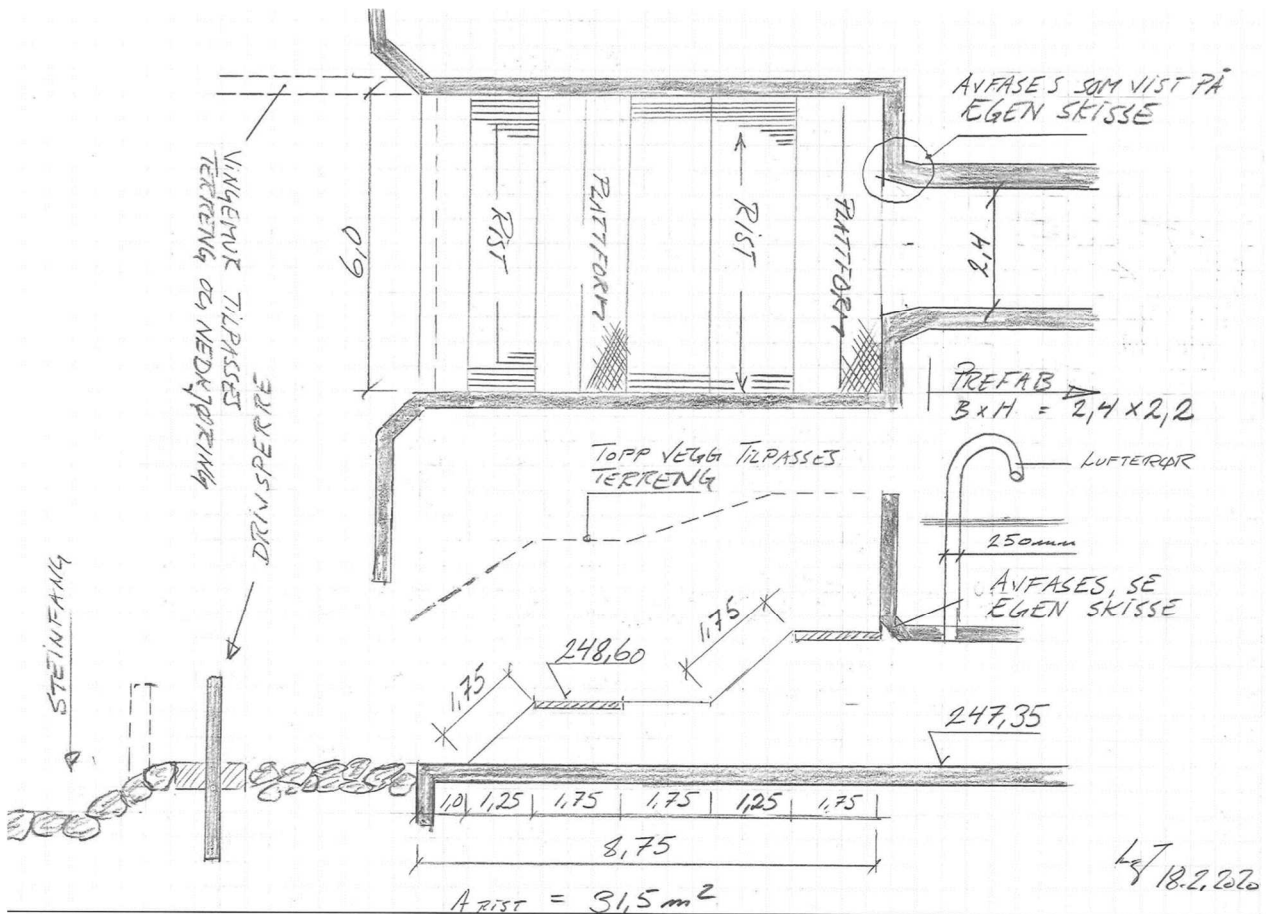 AVFASES SOM VIST PÅ
EGEN SKISSE
VINGEMUR TILPASSES
TERRENG OG NEDKJØRING
6,0
RIST
PLATTFORM
RIST
PLATTFORM
2,4
PREFAB
B x H = 2,4 x 2,2
DRIVSPERRE
TOPP VEGG TILPASSES
TERRENG
LUFTERØR
250mm
AVFASES, SE
EGEN SKISSE
STEINFANG
1,75
248,60
1,75
247,35
1,0 1,25 1,75 1,75 1,25 1,75
8,75
A RIST = 31,5 m²
18.2.2020